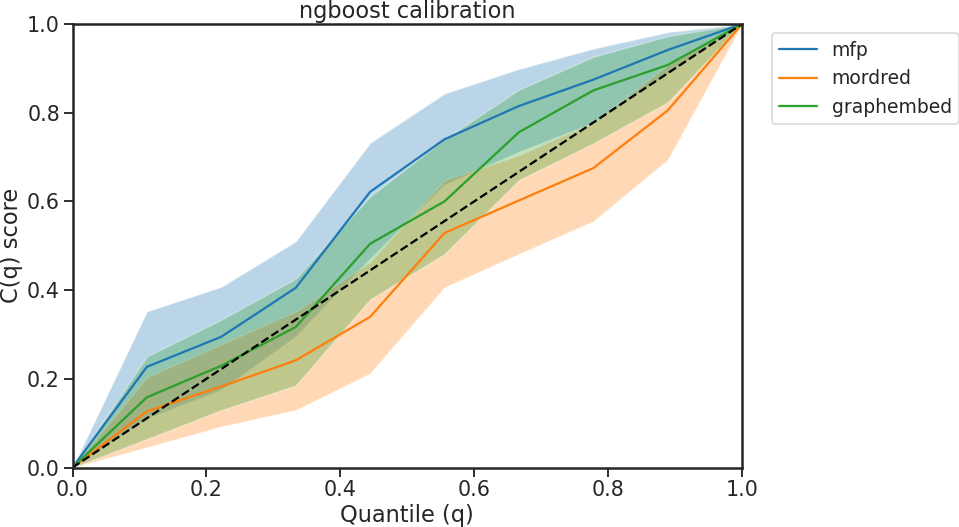 ngboost calibration
1.0
0.8
0.6
0.4
0.2
0.0
C(q) score
0.0 0.2 0.4 0.6 0.8 1.0
Quantile (q)
mfp
mordred
graphembed